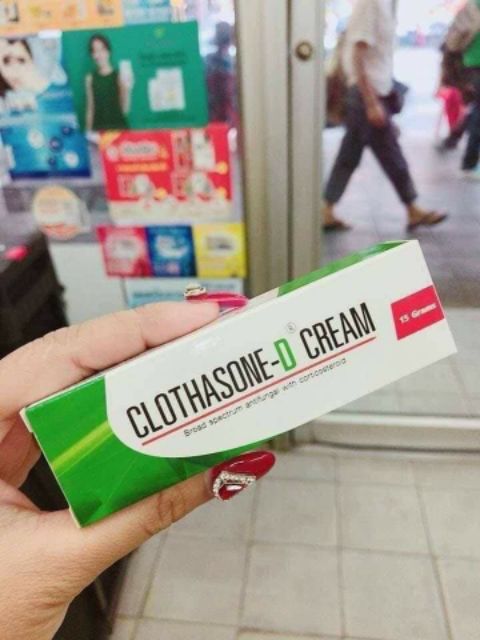 CLOTHASONE-D® CREAM
Broad spectrum antifungal with corticosteroid
15 Grams